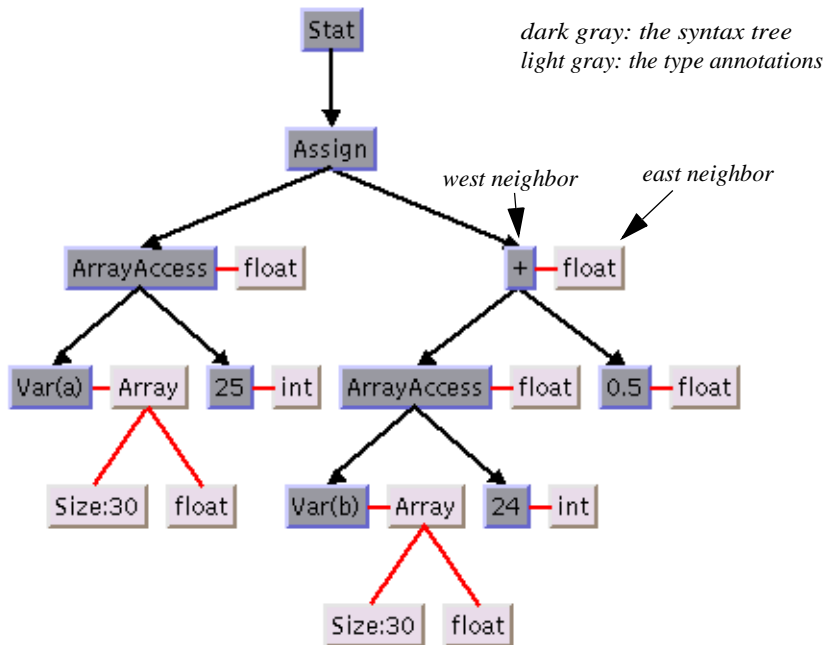 Stat
dark gray: the syntax tree
light gray: the type annotations
Assign
west neighbor
east neighbor
ArrayAccess float
+ float
Var(a) Array 25 int
ArrayAccess float 0.5 float
Size:30 float
Var(b) Array 24 int
Size:30 float